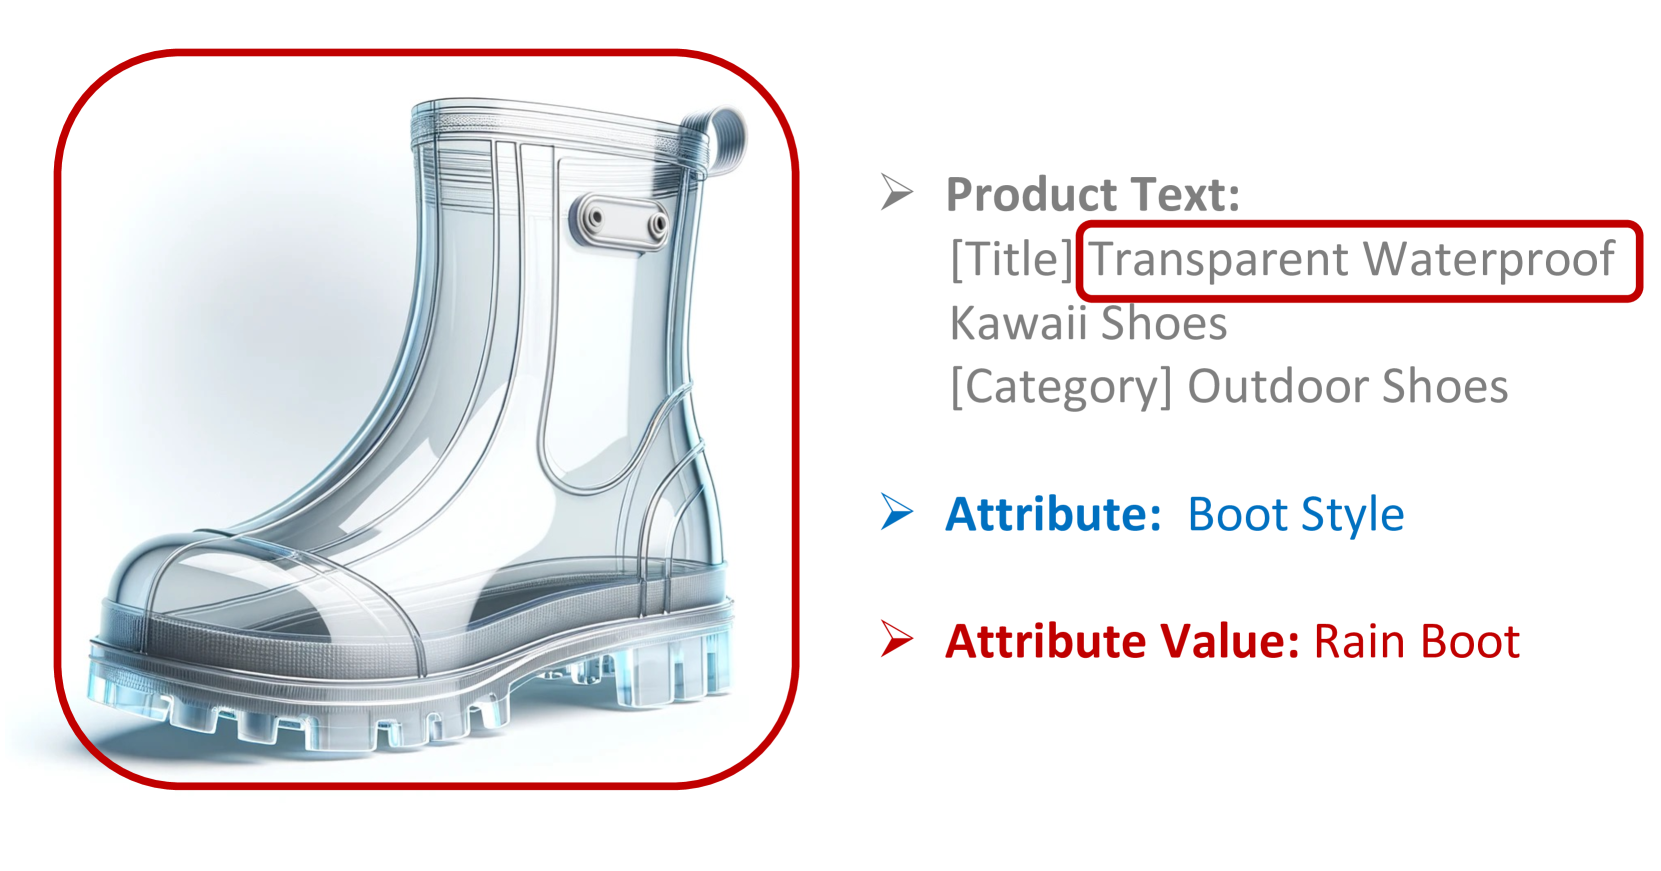 ➢ Product Text:
[Title] Transparent Waterproof
Kawaii Shoes
[Category] Outdoor Shoes
➢ Attribute: Boot Style
➢ Attribute Value: Rain Boot